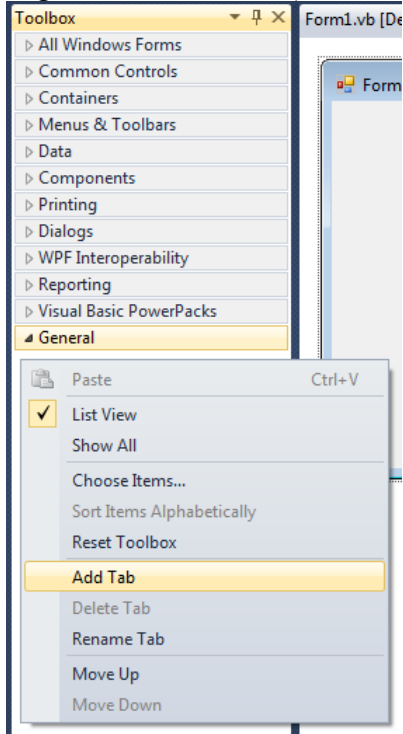 Toolbox
Form1.vb [De
All Windows Forms
Common Controls
Containers
Menus & Toolbars
Data
Components
Printing
Dialogs
WPF Interoperability
Reporting
Visual Basic PowerPacks
General
Form
Paste Ctrl+V
List View
Show All
Choose Items...
Sort Items Alphabetically
Reset Toolbox
Add Tab
Delete Tab
Rename Tab
Move Up
Move Down